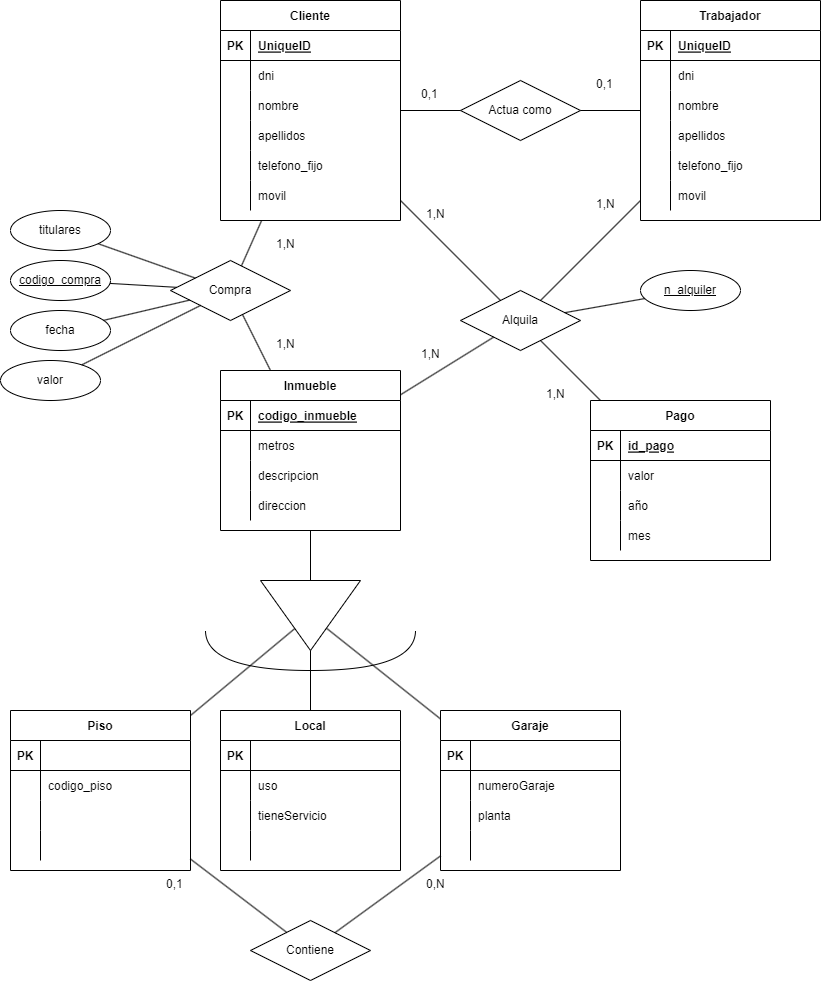 Cliente
PK UniqueID
dni
nombre
apellidos
telefono_fijo
movil
Trabajador
PK UniqueID
dni
nombre
apellidos
telefono_fijo
movil
0,1
Actua como
0,1
1,N
1,N
1,N
titulares
codigo_compra
fecha
valor
Compra
n_alquiler
Alquila
1,N
1,N
1,N
Inmueble
PK codigo_inmueble
metros
descripcion
direccion
Pago
PK id_pago
valor
año
mes
Piso
PK
codigo_piso
Local
PK
uso
tieneServicio
Garaje
PK
numeroGaraje
planta
0,1
0,N
Contiene